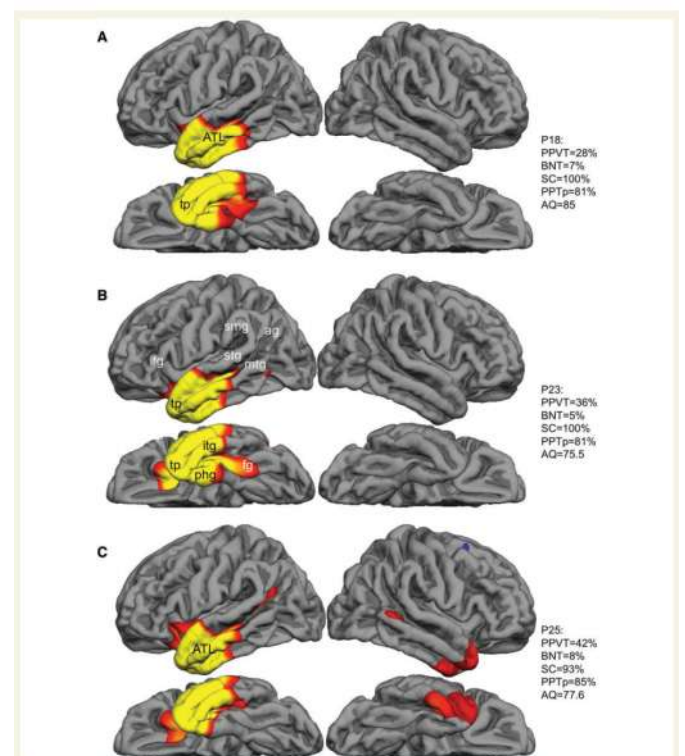 A
ATL
tp
P18:
PPVT=28%
BNT=7%
SC=100%
PPTp=81%
AQ=85
B
smg
ag
stg
mtg
ifg
tp
itg
tp
fg
phg
P23:
PPVT=36%
BNT=5%
SC=100%
PPTp=81%
AQ=75.5
C
ATL
P25:
PPVT=42%
BNT=8%
SC=93%
PPTp=85%
AQ=77.6